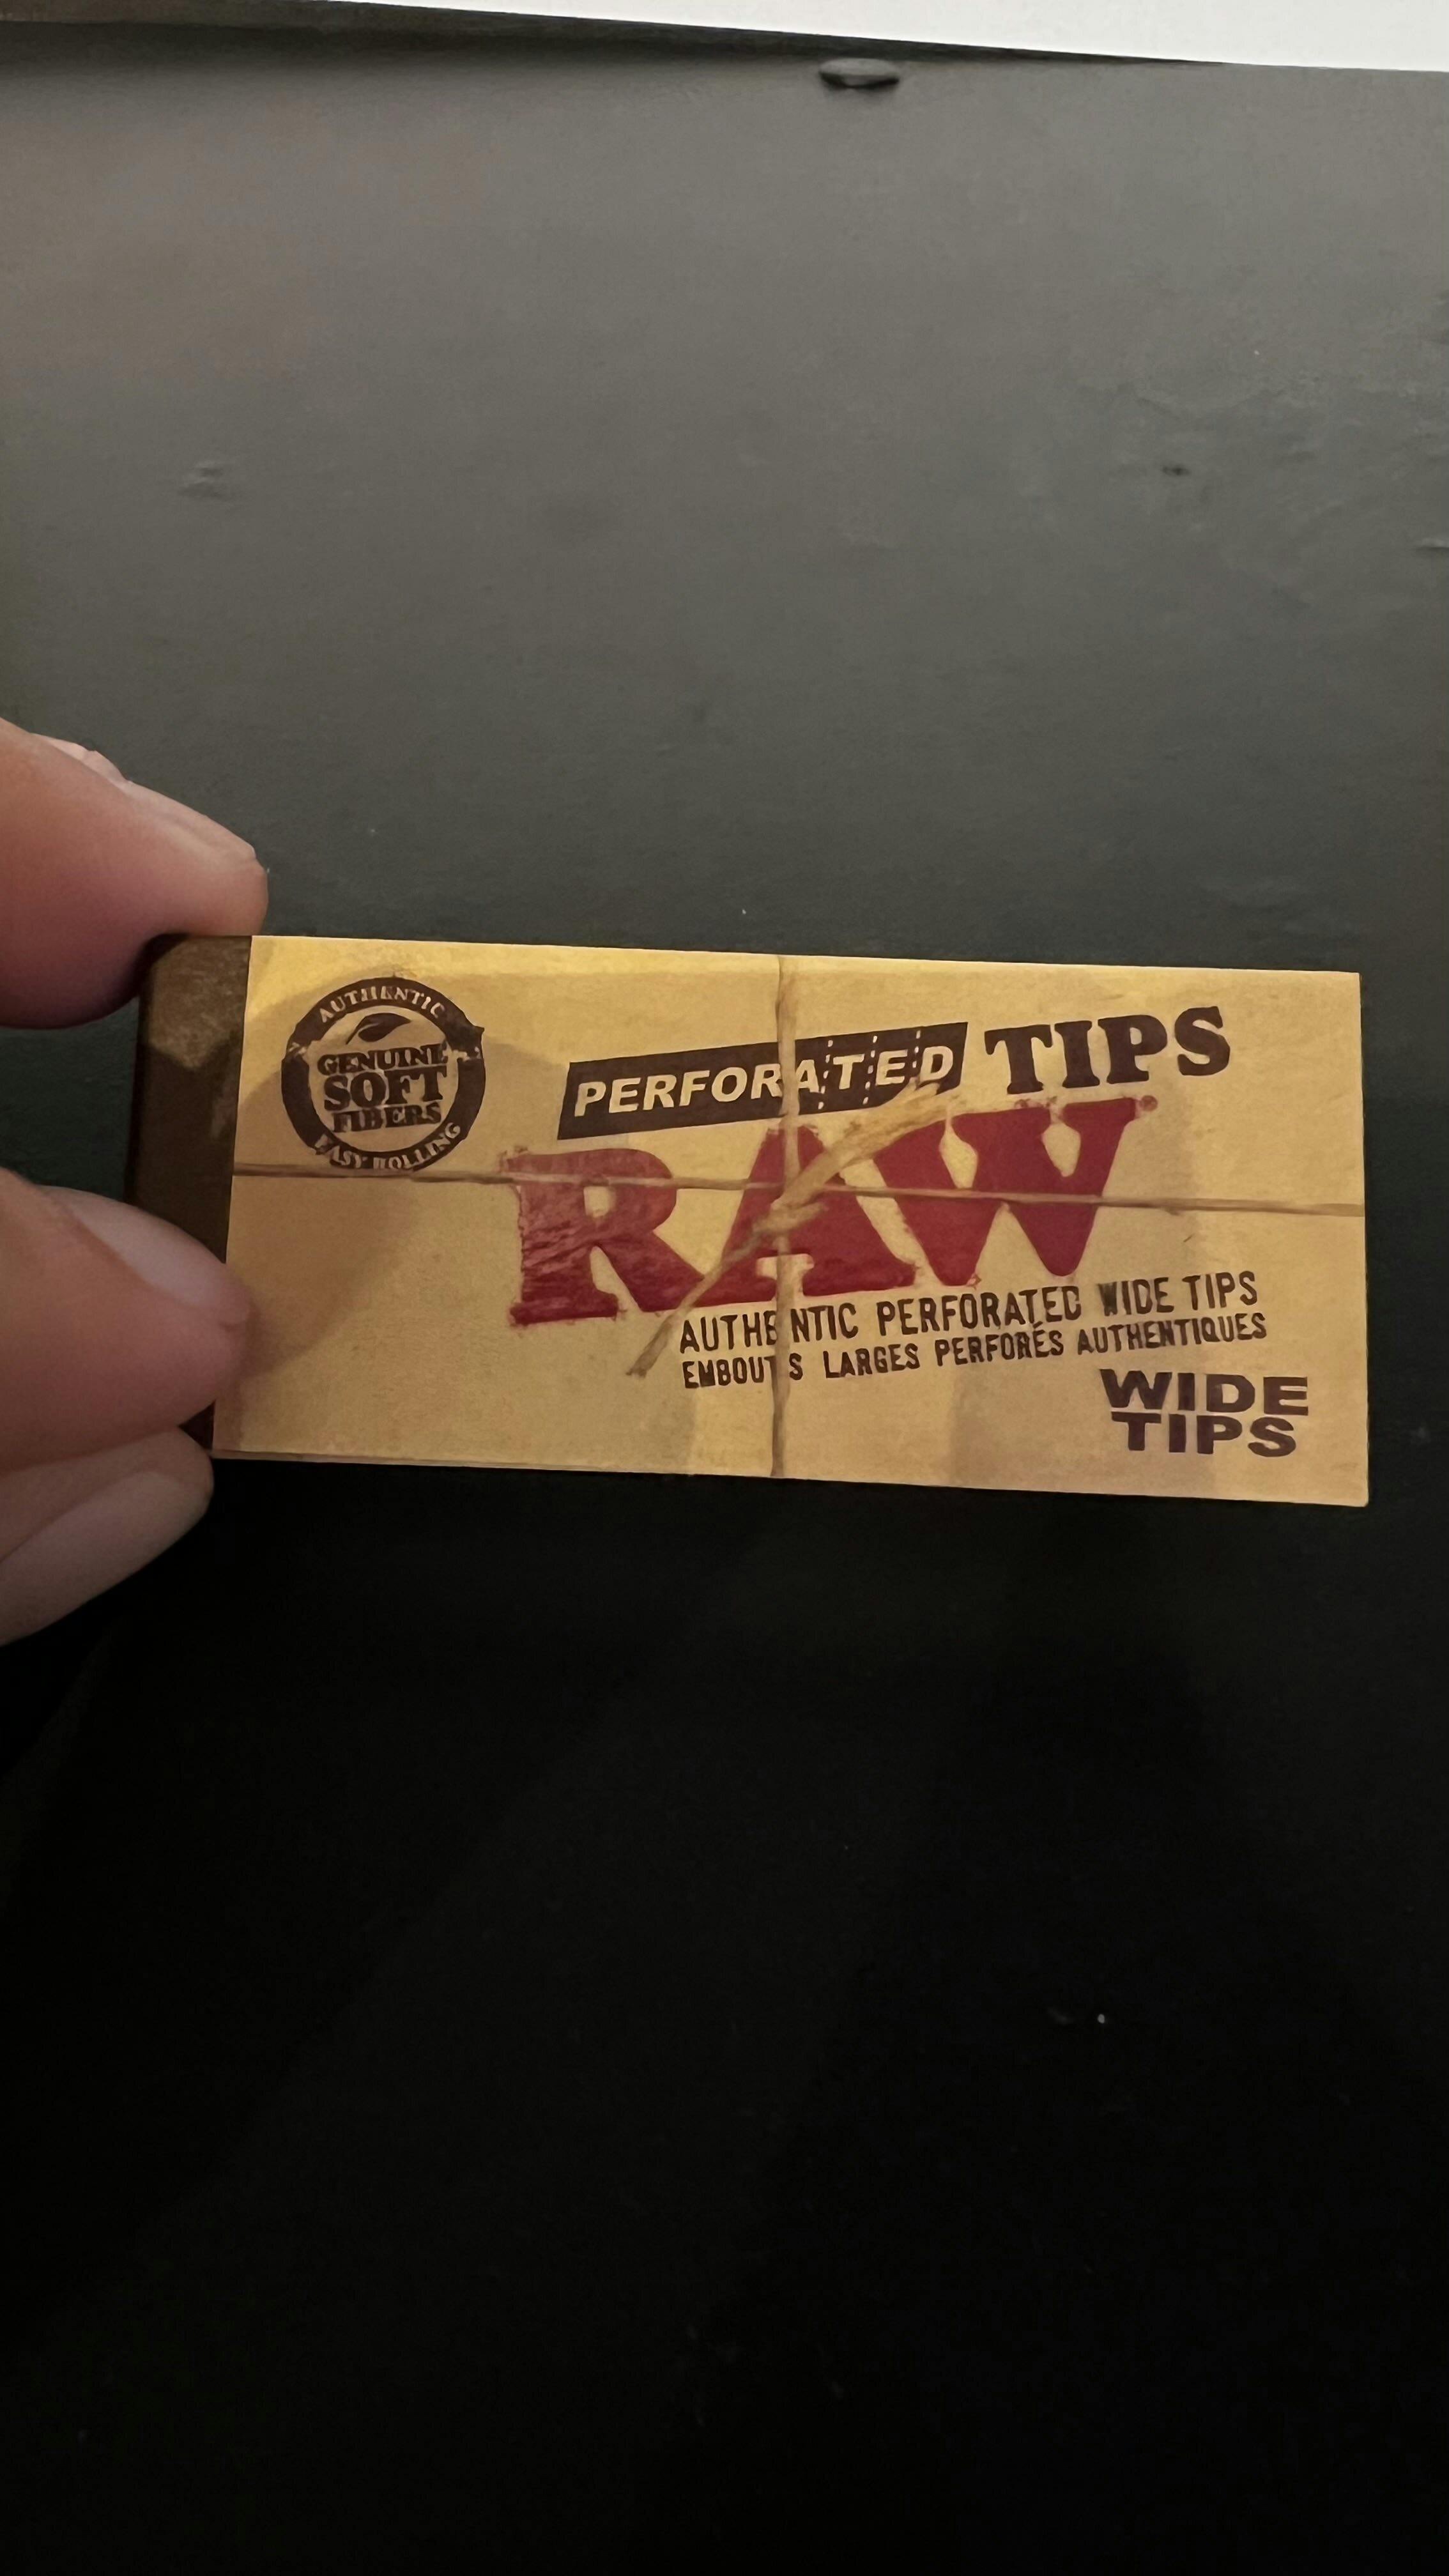 AUTHENTIC
GENUINE
SOFT
FIBERS
EASY ROLLING
PERFORATED TIPS
RAW®
AUTHENTIC PERFORATED WIDE TIPS
EMBOUTS LARGES PERFORÉS AUTHENTIQUES
WIDE
TIPS